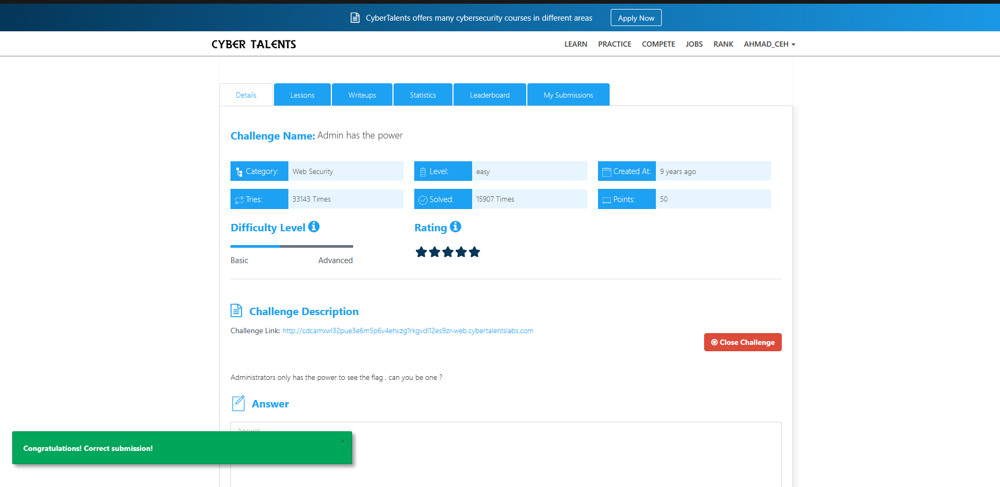 CyberTalents offers many cybersecurity courses in different areas Apply Now
CYBER TALENTS LEARN PRACTICE COMPETE JOBS RANK AHMAD_CEH
Details Lessons Writeups Statistics Leaderboard My Submissions
Challenge Name: Admin has the power
Category: Web Security Level: easy Created At: 9 years ago
Tries: 33143 Times Solved: 15907 Times Points: 50
Difficulty Level Rating
Basic Advanced
Challenge Description
Challenge Link: http://cdcamxwl32pue3e6m5p6v4ehxzg1rkgvdl12es9zr-web.cybertalentslabs.com
Close Challenge
Administrators only has the power to see the flag , can you be one ?
Answer
Answer
Congratulations! Correct submission! ×